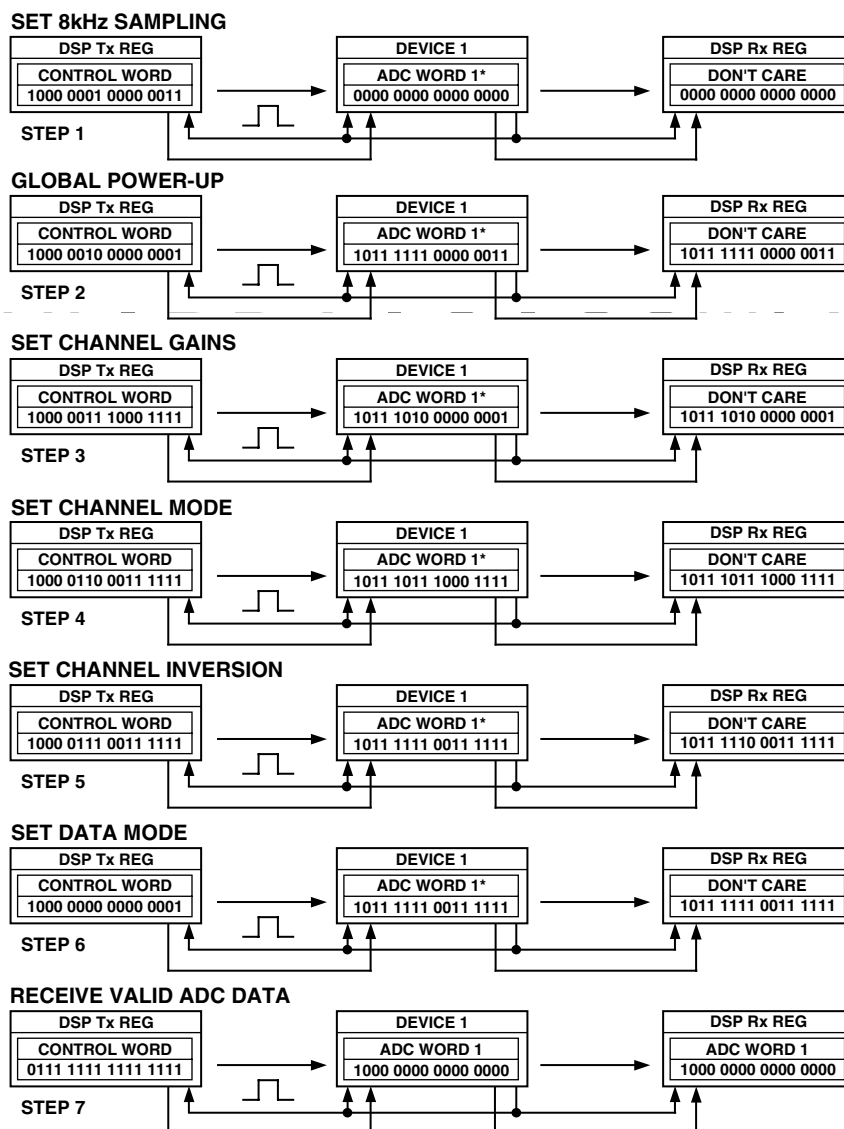 SET 8kHz SAMPLING
DSP Tx REG DEVICE 1 DSP Rx REG
CONTROL WORD ADC WORD 1* DON'T CARE
1000 0001 0000 0011 0000 0000 0000 0000 0000 0000 0000 0000
STEP 1
GLOBAL POWER-UP
DSP Tx REG DEVICE 1 DSP Rx REG
CONTROL WORD ADC WORD 1* DON'T CARE
1000 0010 0000 0001 1011 1111 0000 0011 1011 1111 0000 0011
STEP 2
SET CHANNEL GAINS
DSP Tx REG DEVICE 1 DSP Rx REG
CONTROL WORD ADC WORD 1* DON'T CARE
1000 0011 1000 1111 1011 1010 0000 0001 1011 1010 0000 0001
STEP 3
SET CHANNEL MODE
DSP Tx REG DEVICE 1 DSP Rx REG
CONTROL WORD ADC WORD 1* DON'T CARE
1000 0110 0011 1111 1011 1011 1000 1111 1011 1011 1000 1111
STEP 4
SET CHANNEL INVERSION
DSP Tx REG DEVICE 1 DSP Rx REG
CONTROL WORD ADC WORD 1* DON'T CARE
1000 0111 0011 1111 1011 1111 0011 1111 1011 1110 0011 1111
STEP 5
SET DATA MODE
DSP Tx REG DEVICE 1 DSP Rx REG
CONTROL WORD ADC WORD 1* DON'T CARE
1000 0000 0000 0001 1011 1111 0011 1111 1011 1111 0011 1111
STEP 6
RECEIVE VALID ADC DATA
DSP Tx REG DEVICE 1 DSP Rx REG
CONTROL WORD ADC WORD 1 ADC WORD 1
0111 1111 1111 1111 1000 0000 0000 0000 1000 0000 0000 0000
STEP 7